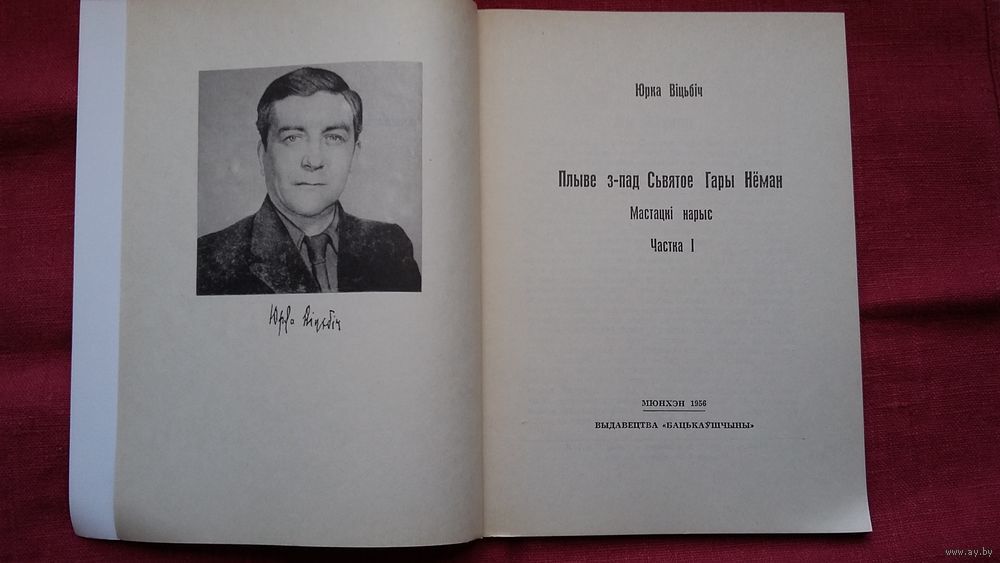 Юрка Віцьбіч
Юрка Віцьбіч
Плыве з-пад Сьвятое Гары Нёман
Мастацкі нарыс
Частка І
МЮНХЭН 1956
ВЫДАВЕЦТВА «БАЦЬКАЎШЧЫНЫ»
www.ay.by